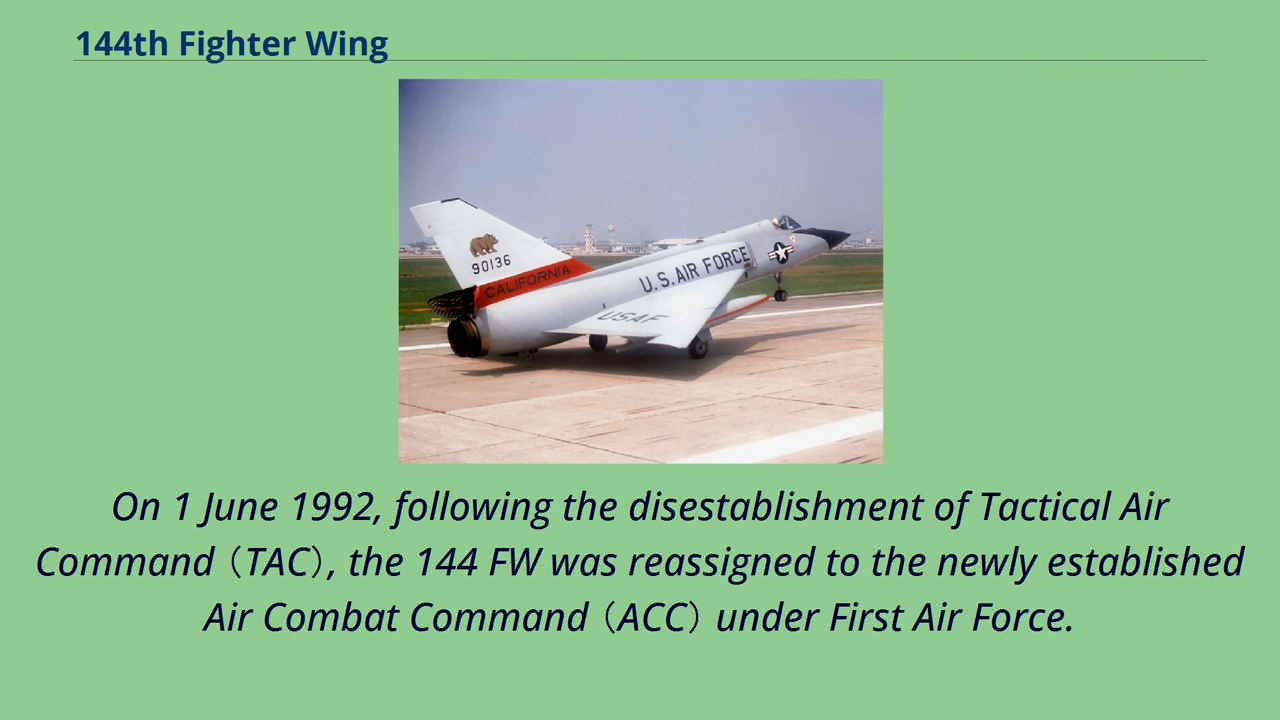 144th Fighter Wing
90136
CALIFORNIA
U.S. AIR FORCE
USAF
On 1 June 1992, following the disestablishment of Tactical Air
Command (TAC), the 144 FW was reassigned to the newly established
Air Combat Command (ACC) under First Air Force.